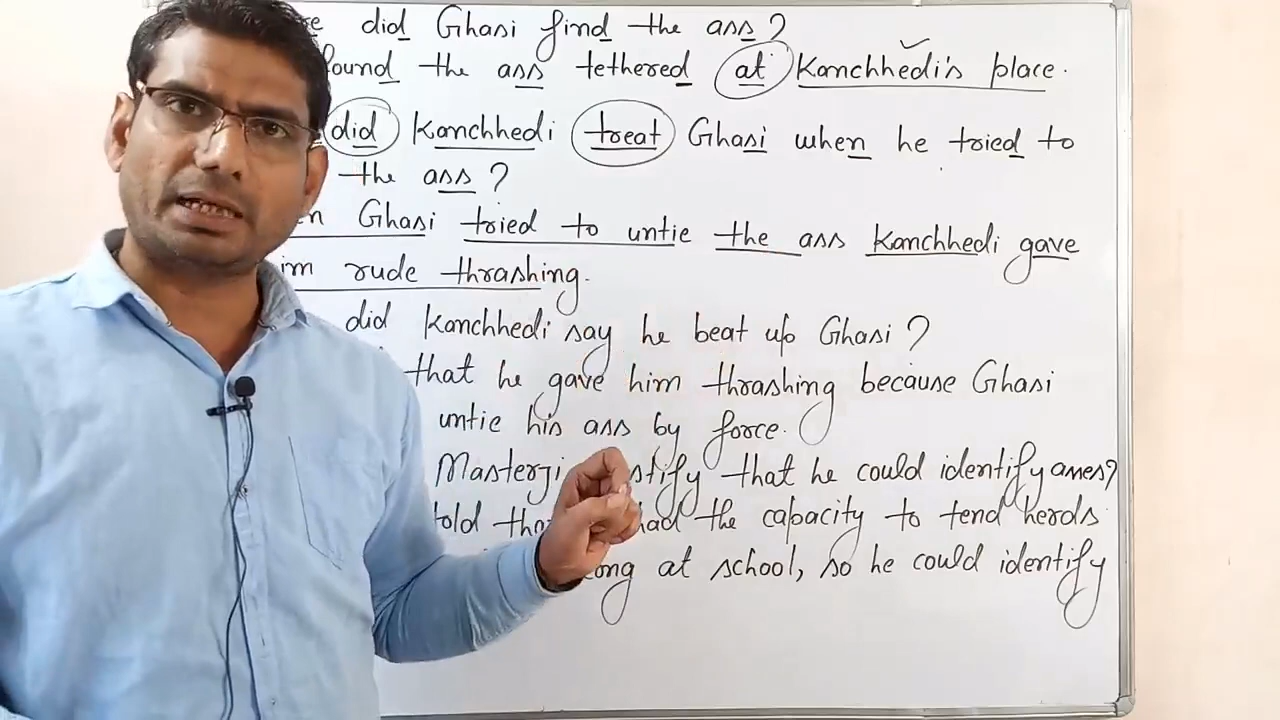 did Ghasi find the ass?
found the ass tethered at Kanchhedi's place.
did Kanchhedi treat Ghasi when he tried to
the ass?
Ghasi tried to untie the ass Kanchhedi gave
rude thrashing.
did Kanchhedi say he beat up Ghasi?
that he gave him thrashing because Ghasi
untie his ass by force.
Masterji that he could identify asses?
told had the capacity to tend herds
at school, so he could identify